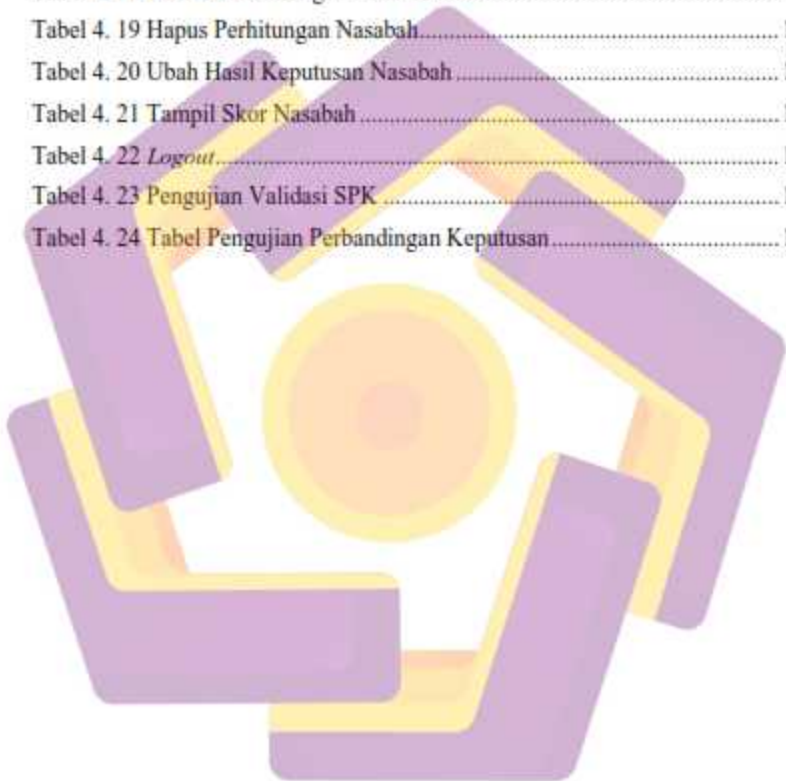 Tabel 4. 19 Hapus Perhitungan Nasabah
Tabel 4. 20 Ubah Hasil Keputusan Nasabah
Tabel 4. 21 Tampil Skor Nasabah
Tabel 4. 22 Logout
Tabel 4. 23 Pengujian Validasi SPK
Tabel 4. 24 Tabel Pengujian Perbandingan Keputusan